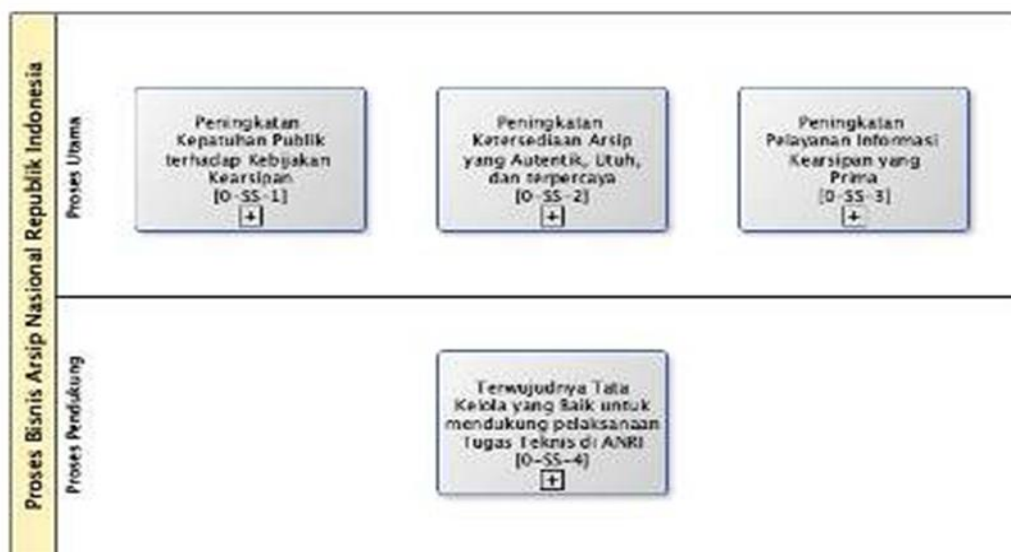 Proses Bisnis Arsip Nasional Republik Indonesia
Proses Utama
Peningkatan
Kepatuhan Publik
terhadap Kebijakan
Kearsipan
[0-SS-1]
Peningkatan
Ketersediaan Arsip
yang Autentik, Utuh,
dan terpercaya
[0-SS-2]
Peningkatan
Pelayanan Informasi
Kearsipan yang
Prima
[0-SS-3]
Proses Pendukung
Terwujudnya Tata
Kelola yang Baik untuk
mendukung pelaksanaan
Tugas Teknis di ANRI
[0-SS-4]